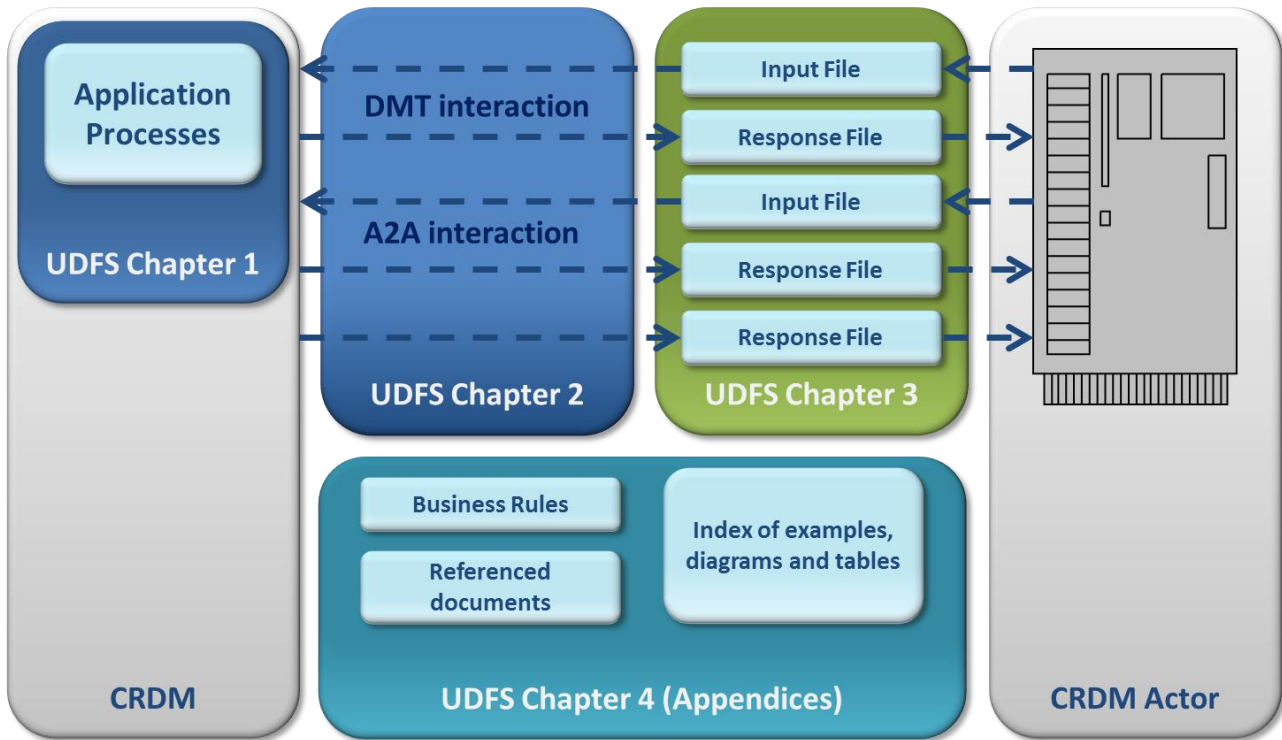 Application
Processes
UDFS Chapter 1
CRDM
DMT interaction
A2A interaction
UDFS Chapter 2
Input File
Response File
Input File
Response File
Response File
UDFS Chapter 3
Business Rules
Referenced
documents
Index of examples,
diagrams and tables
UDFS Chapter 4 (Appendices)
CRDM Actor